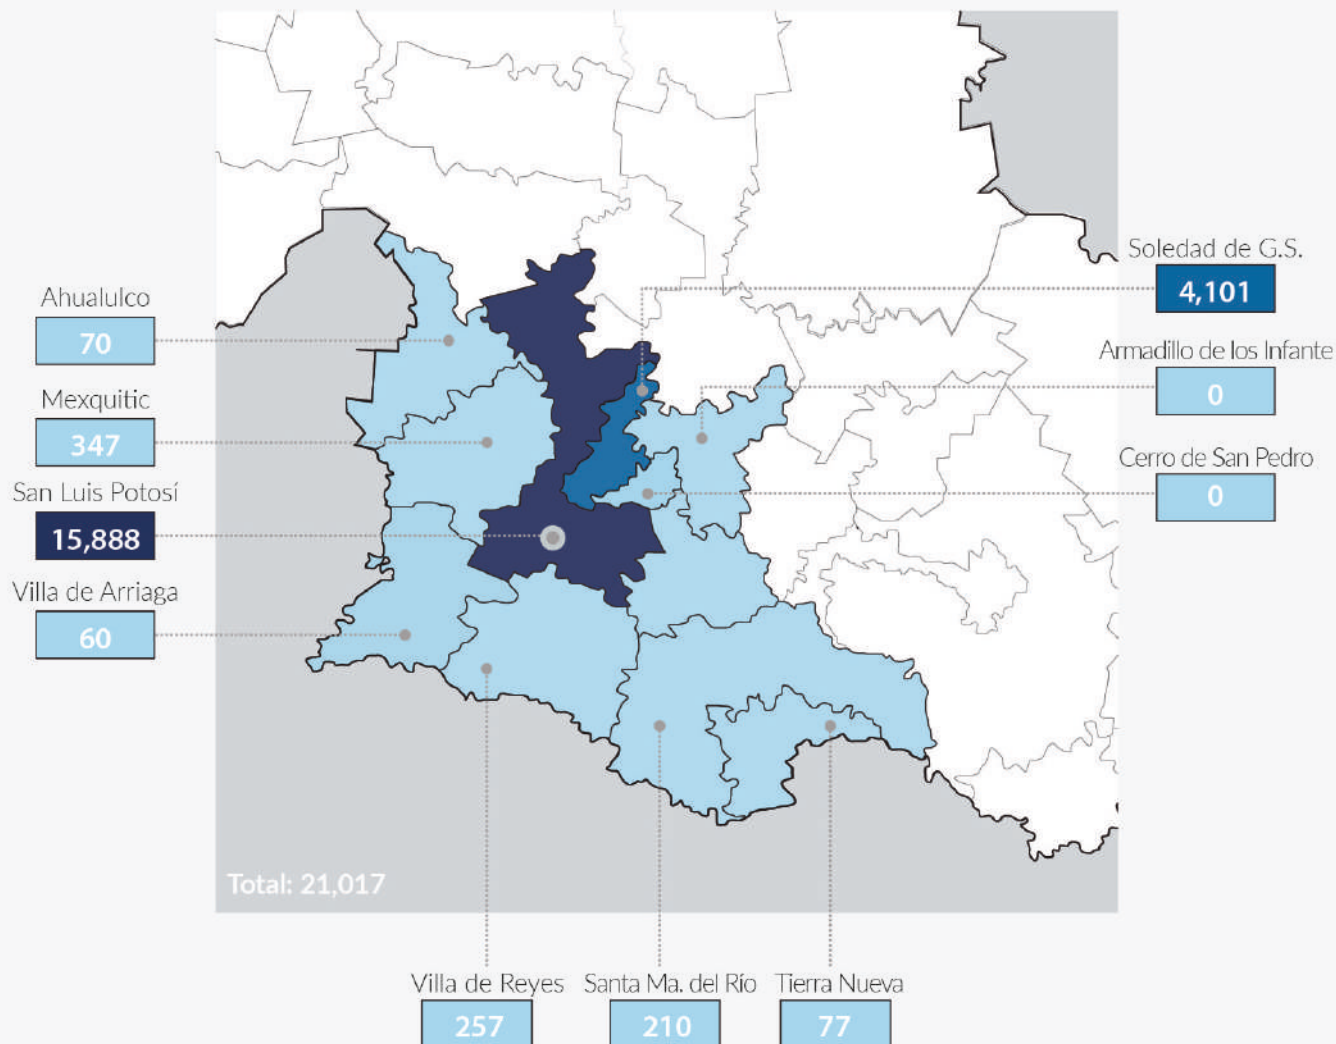 Soledad de G.S.
4,101
Ahualulco
70
Armadillo de los Infante
0
Mexquitic
347
Cerro de San Pedro
0
San Luis Potosí
15,888
Villa de Arriaga
60
Total: 21,017
Villa de Reyes
257
Santa Ma. del Río
210
Tierra Nueva
77